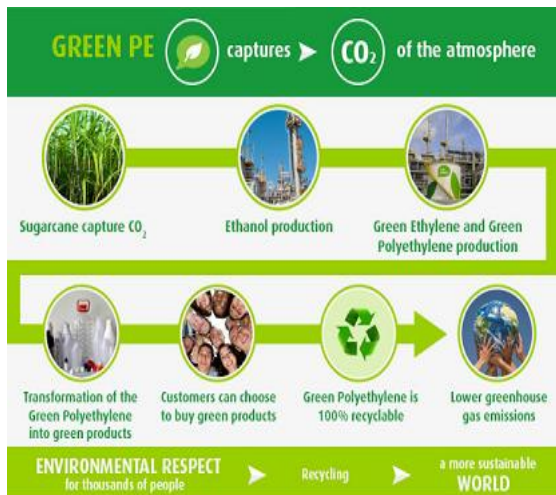 GREEN PE captures CO₂ of the atmosphere
Sugarcane capture CO₂
Ethanol production
Green Ethylene and Green
Polyethylene production
Transformation of the
Green Polyethylene
into green products
Customers can choose
to buy green products
Green Polyethylene is
100% recyclable
Lower greenhouse
gas emissions
ENVIRONMENTAL RESPECT
for thousands of people
Recycling
a more sustainable
WORLD